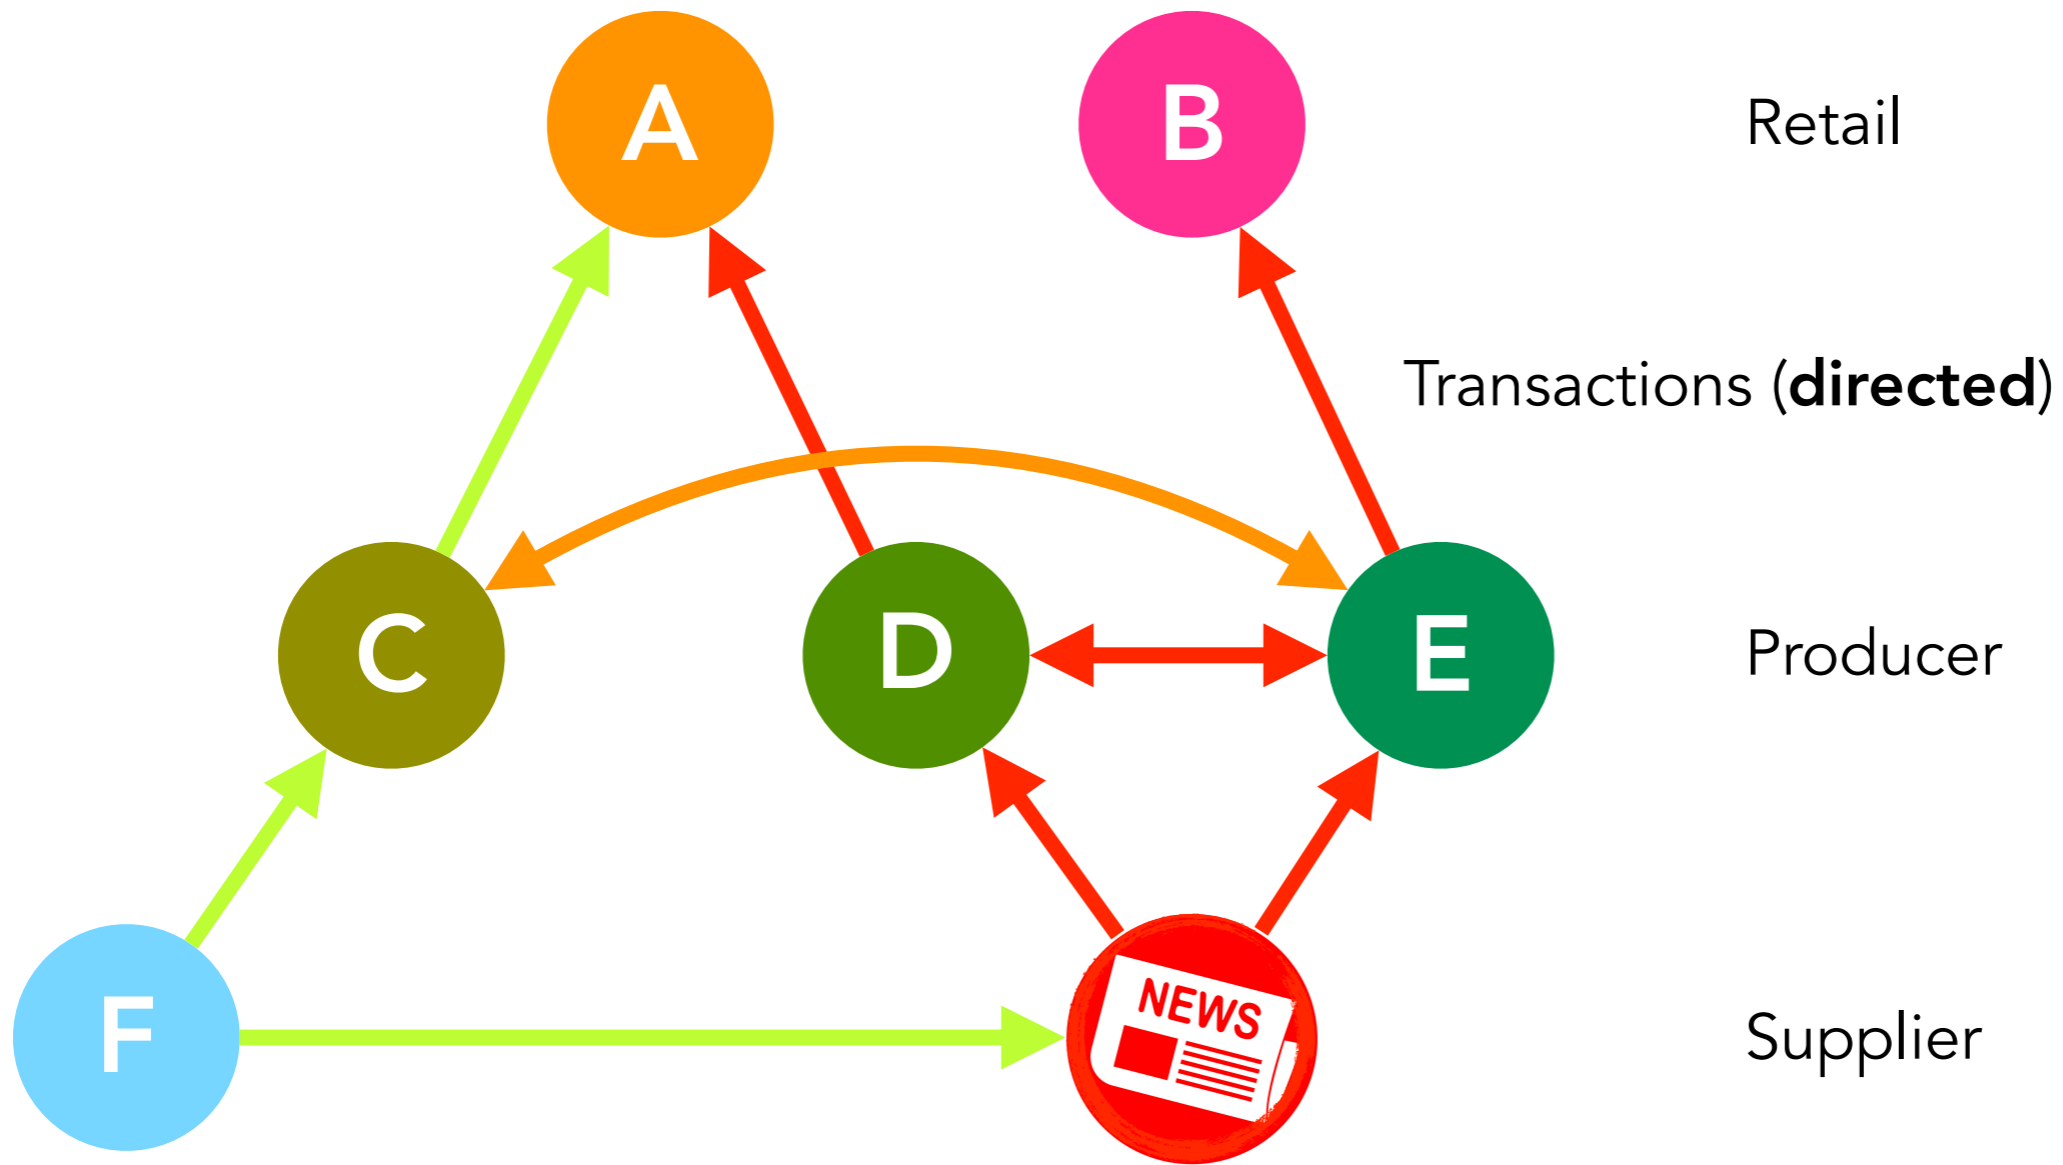 A
B
Retail
Transactions (directed)
C
D
E
Producer
F
NEWS
Supplier